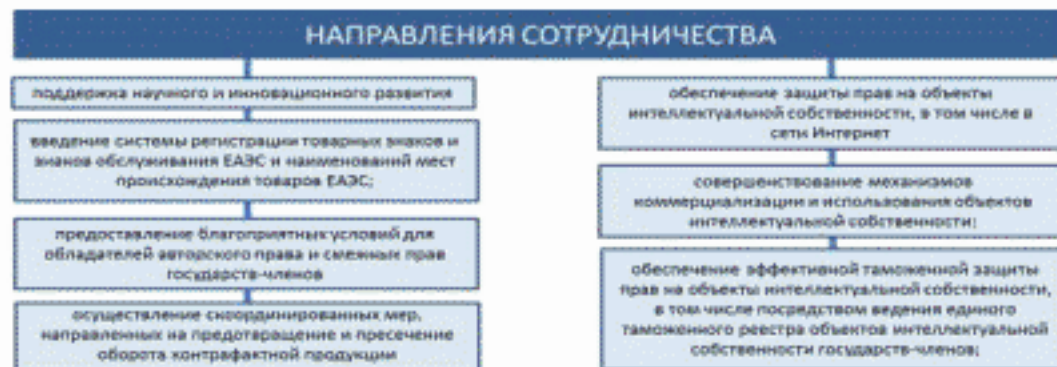 НАПРАВЛЕНИЯ СОТРУДНИЧЕСТВА
поддержка научного и инновационного развития
введение системы регистрации товарных знаков и
знаков обслуживания ЕАЭС и наименований мест
происхождения товаров ЕАЭС;
предоставление благоприятных условий для
обладателей авторского права и смежных прав
государств-членов
осуществление скоординированных мер,
направленных на предотвращение и пресечение
оборота контрафактной продукции
обеспечение защиты прав на объекты
интеллектуальной собственности, в том числе в
сети Интернет
совершенствование механизмов
коммерциализации и использования объектов
интеллектуальной собственности;
обеспечение эффективной таможенной защиты
прав на объекты интеллектуальной собственности,
в том числе посредством ведения единого
таможенного реестра объектов интеллектуальной
собственности государств-членов;